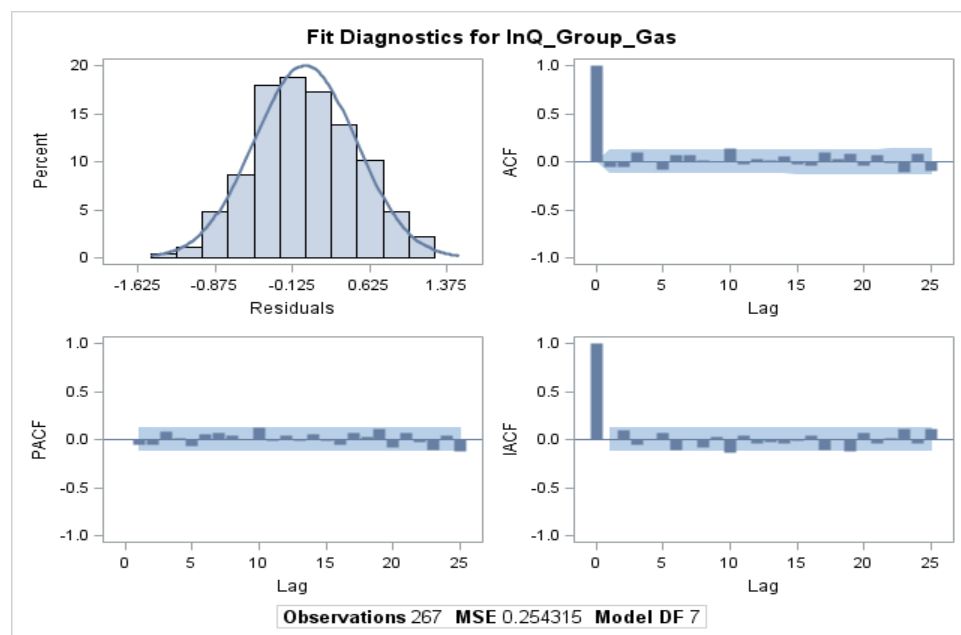 Fit Diagnostics for lnQ_Group_Gas
20
15
10
5
0
Percent
-1.625 -0.875 -0.125 0.625 1.375
Residuals
1.0
0.5
0.0
-0.5
-1.0
ACF
0 5 10 15 20 25
Lag
1.0
0.5
0.0
-0.5
-1.0
PACF
0 5 10 15 20 25
Lag
1.0
0.5
0.0
-0.5
-1.0
IACF
0 5 10 15 20 25
Lag
Observations 267 MSE 0.254315 Model DF 7